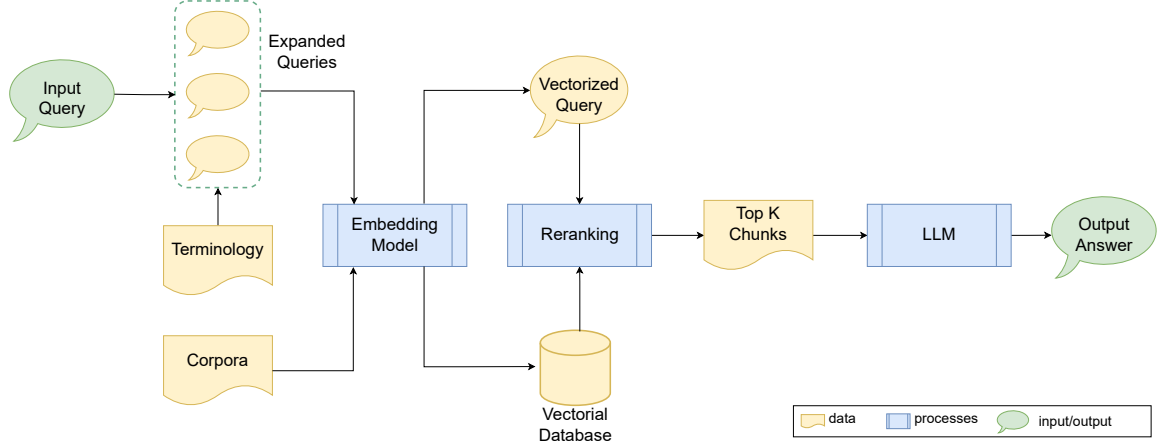 Expanded
Queries
Input
Query
Vectorized
Query
Terminology
Embedding
Model
Reranking
Top K
Chunks
LLM
Output
Answer
Corpora
Vectorial
Database
data
processes
input/output